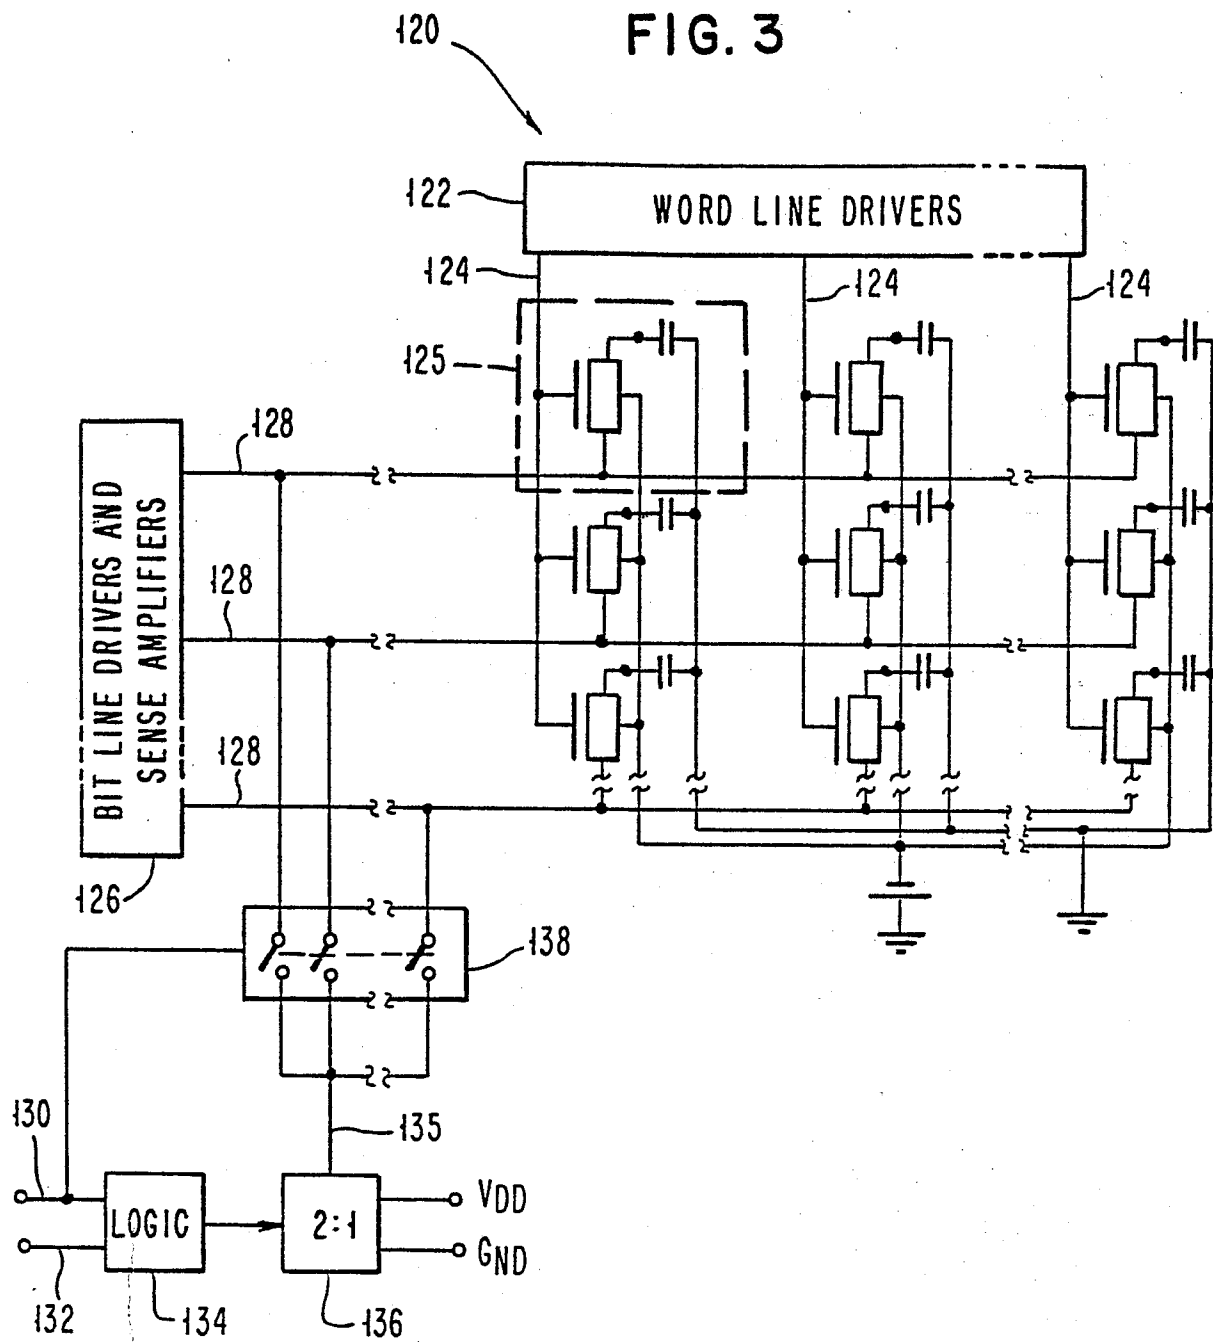 FIG. 3
120
122
WORD LINE DRIVERS
124
124
124
125
128
BIT LINE DRIVERS AND
SENSE AMPLIFIERS
128
128
126
138
130
135
LOGIC
2:1
VDD
GND
132
134
136